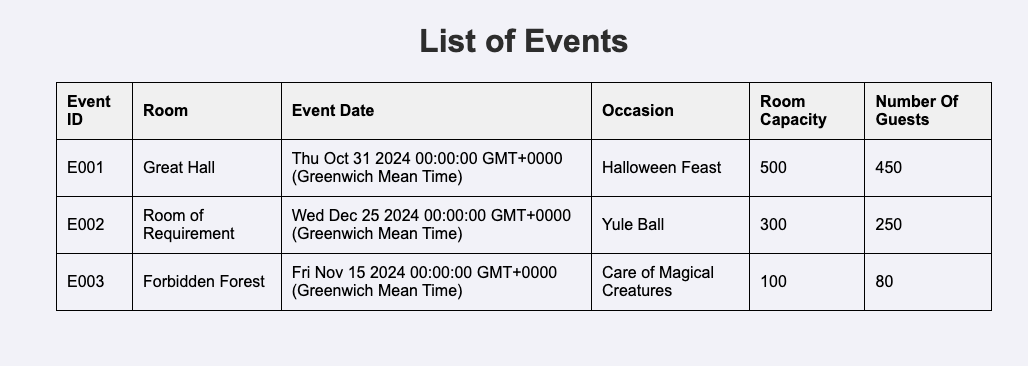 List of Events
Event ID Room Event Date Occasion Room Capacity Number Of Guests
E001 Great Hall Thu Oct 31 2024 00:00:00 GMT+0000 (Greenwich Mean Time) Halloween Feast 500 450
E002 Room of Requirement Wed Dec 25 2024 00:00:00 GMT+0000 (Greenwich Mean Time) Yule Ball 300 250
E003 Forbidden Forest Fri Nov 15 2024 00:00:00 GMT+0000 (Greenwich Mean Time) Care of Magical Creatures 100 80